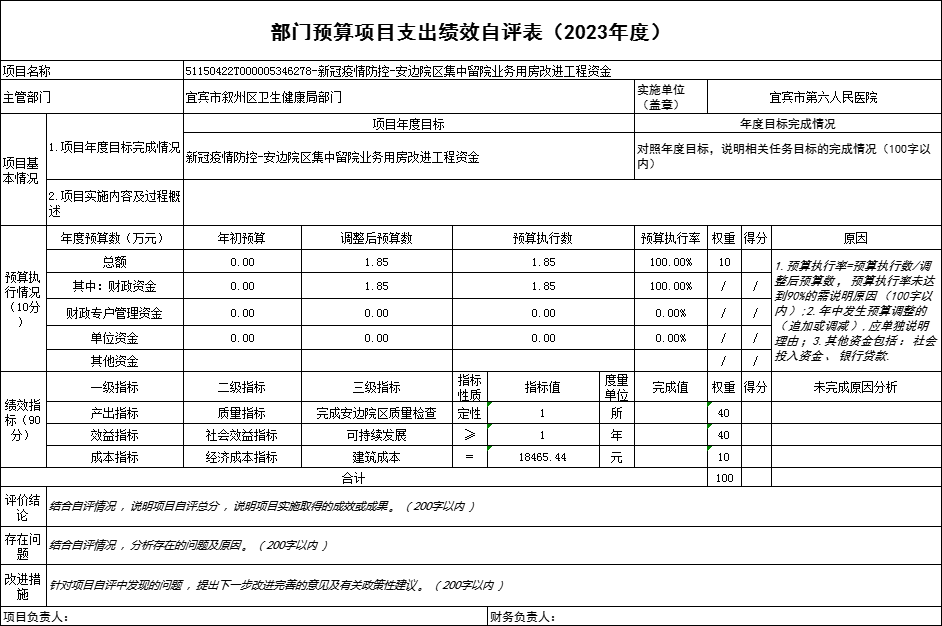 部门预算项目支出绩效自评表（2023年度）
项目名称 51150422T000005346278-新冠疫情防控-安边院区集中留院业务用房改进工程资金
主管部门 宜宾市叙州区卫生健康局部门 实施单位（盖章） 宜宾市第六人民医院
项目基本情况 1.项目年度目标完成情况 项目年度目标 年度目标完成情况
新冠疫情防控-安边院区集中留院业务用房改进工程资金 对照年度目标，说明相关任务目标的完成情况（100字以内）
2.项目实施内容及过程概述
预算执行情况（10分） 年度预算数（万元） 年初预算 调整后预算数 预算执行数 预算执行率 权重 得分 原因
总额 0.00 1.85 1.85 100.00% 10
其中：财政资金 0.00 1.85 1.85 100.00% / /
财政专户管理资金 0.00 0.00 0.00 0.00% / /
单位资金 0.00 0.00 0.00 0.00% / /
其他资金 / /
1.预算执行率=预算执行数/调整后预算数，预算执行率未达到90%的需说明原因（100字以内）;2.年中发生预算调整的（追加或调减）,应单独说明理由；3.其他资金包括：社会投入资金、银行贷款.
绩效指标（90分） 一级指标 二级指标 三级指标 指标性质 指标值 度量单位 完成值 权重 得分 未完成原因分析
产出指标 质量指标 完成安边院区质量检查 定性 1 所 40
效益指标 社会效益指标 可持续发展 ≥ 1 年 40
成本指标 经济成本指标 建筑成本 = 18465.44 元 10
合计 100
评价结论 结合自评情况，说明项目自评总分，说明项目实施取得的成效或成果。（200字以内）
存在问题 结合自评情况，分析存在的问题及原因。（200字以内）
改进措施 针对项目自评中发现的问题，提出下一步改进完善的意见及有关政策性建议。（200字以内）
项目负责人： 财务负责人：